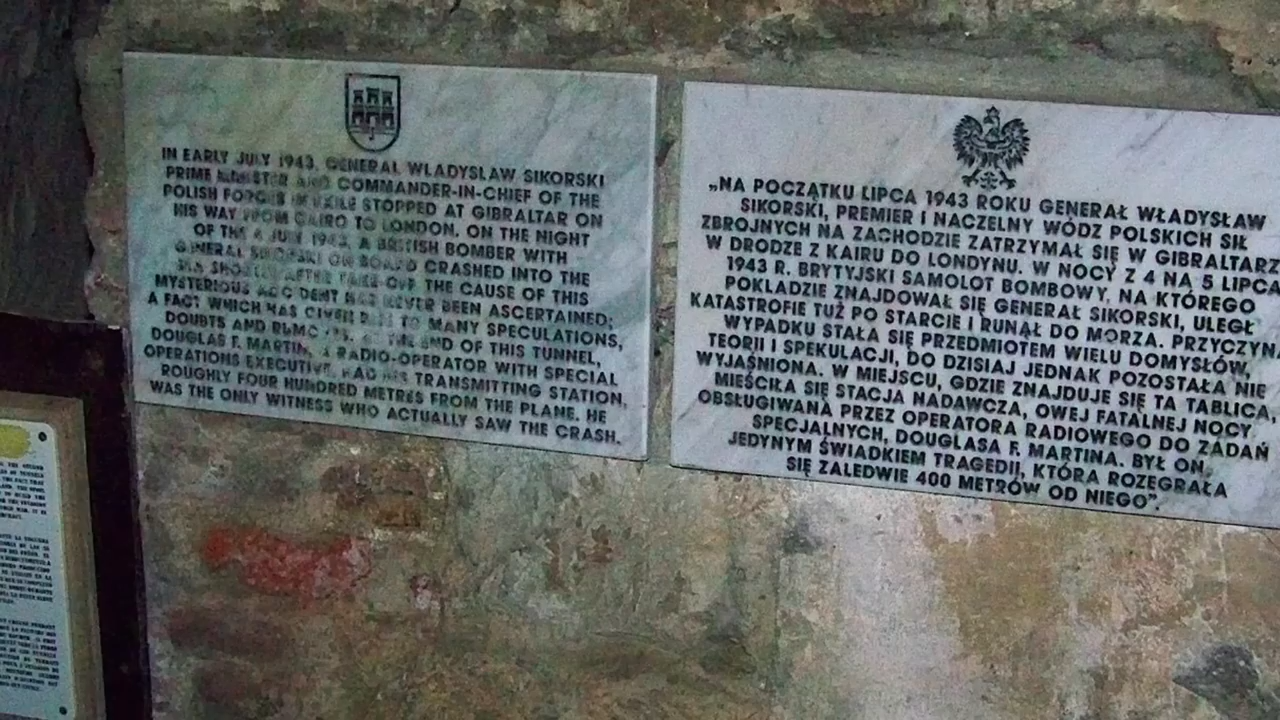 IN EARLY JULY 1943, GENERAL WLADYSLAW SIKORSKI
PRIME MINISTER AND COMMANDER-IN-CHIEF OF THE
POLISH FORCES IN EXILE STOPPED AT GIBRALTAR ON
HIS WAY FROM CAIRO TO LONDON. ON THE NIGHT
OF THE 4 JULY 1943, A BRITISH BOMBER WITH
GENERAL SIKORSKI ON BOARD CRASHED INTO THE
SEA SHORTLY AFTER TAKE-OFF. THE CAUSE OF THIS
MYSTERIOUS ACCIDENT HAS NEVER BEEN ASCERTAINED;
A FACT WHICH HAS GIVEN RISE TO MANY SPECULATIONS,
DOUBTS AND AT THE END OF THIS TUNNEL,
DOUGLAS F. MARTIN, A RADIO-OPERATOR WITH SPECIAL
OPERATIONS EXECUTIVE, HAD HIS TRANSMITTING STATION,
ROUGHLY FOUR HUNDRED METRES FROM THE PLANE. HE
WAS THE ONLY WITNESS WHO ACTUALLY SAW THE CRASH.
„NA POCZĄTKU LIPCA 1943 ROKU GENERAŁ WŁADYSŁAW
SIKORSKI, PREMIER I NACZELNY WÓDZ POLSKICH SIŁ
ZBROJNYCH NA ZACHODZIE ZATRZYMAŁ SIĘ W GIBRALTARZ
W DRODZE Z KAIRU DO LONDYNU. W NOCY Z 4 NA 5 LIPCA
1943 R. BRYTYJSKI SAMOLOT BOMBOWY, NA KTÓREGO
POKŁADZIE ZNAJDOWAŁ SIĘ GENERAŁ SIKORSKI, ULEGŁ
KATASTROFIE TUŻ PO STARCIE I RUNĄŁ DO MORZA. PRZYCZYNA
WYPADKU STAŁA SIĘ PRZEDMIOTEM WIELU DOMYSŁÓW,
TEORII I SPEKULACJI, DO DZISIAJ JEDNAK POZOSTAŁA NIE
WYJAŚNIONA. W MIEJSCU, GDZIE ZNAJDUJE SIĘ TA TABLICA,
MIEŚCIŁA SIĘ STACJA NADAWCZA, OWEJ FATALNEJ NOCY
OBSŁUGIWANA PRZEZ OPERATORA RADIOWEGO DO ZADAŃ
SPECJALNYCH, DOUGLASA F. MARTINA. BYŁ ON
JEDYNYM ŚWIADKIEM TRAGEDII, KTÓRA ROZEGRAŁA
SIĘ ZALEDWIE 400 METRÓW OD NIEGO”.